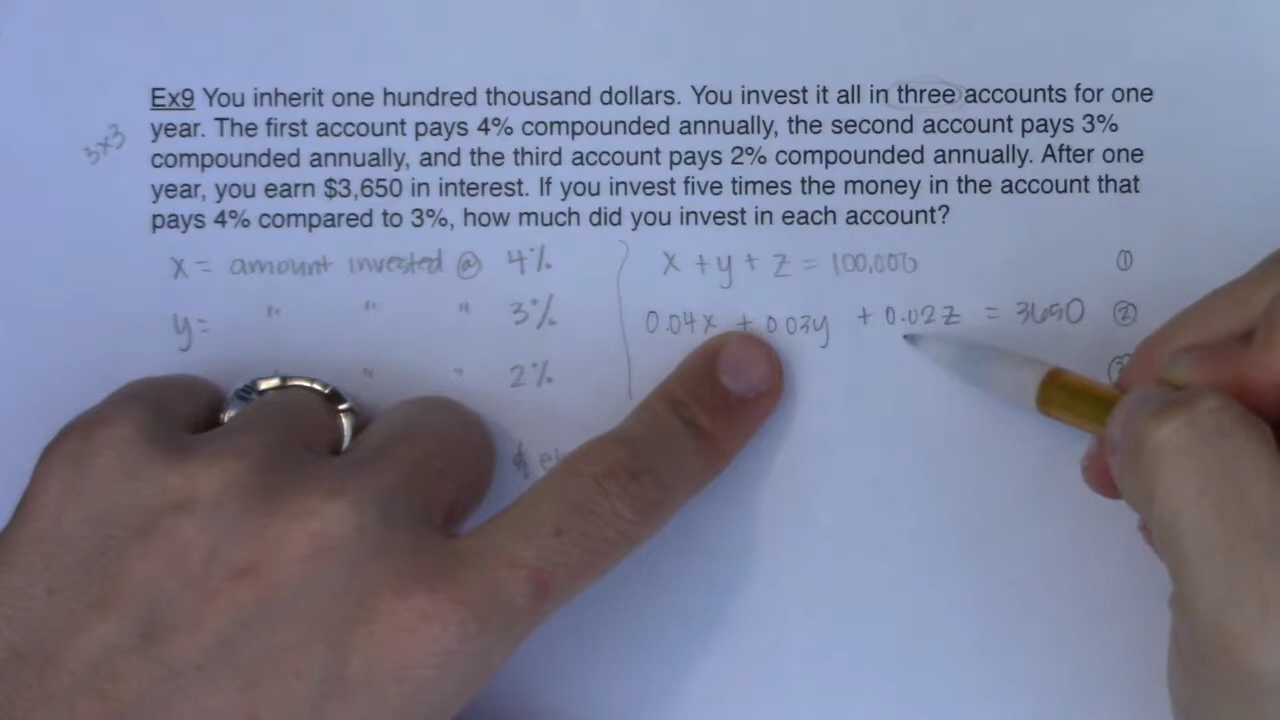 Ex9 You inherit one hundred thousand dollars. You invest it all in three accounts for one
year. The first account pays 4% compounded annually, the second account pays 3%
compounded annually, and the third account pays 2% compounded annually. After one
year, you earn $3,650 in interest. If you invest five times the money in the account that
pays 4% compared to 3%, how much did you invest in each account?
3x3
x = amount invested @ 4%
y = " " " 3%
" " 2%
x + y + z = 100,000 ①
0.04x + 0.03y + 0.02z = 3650 ②